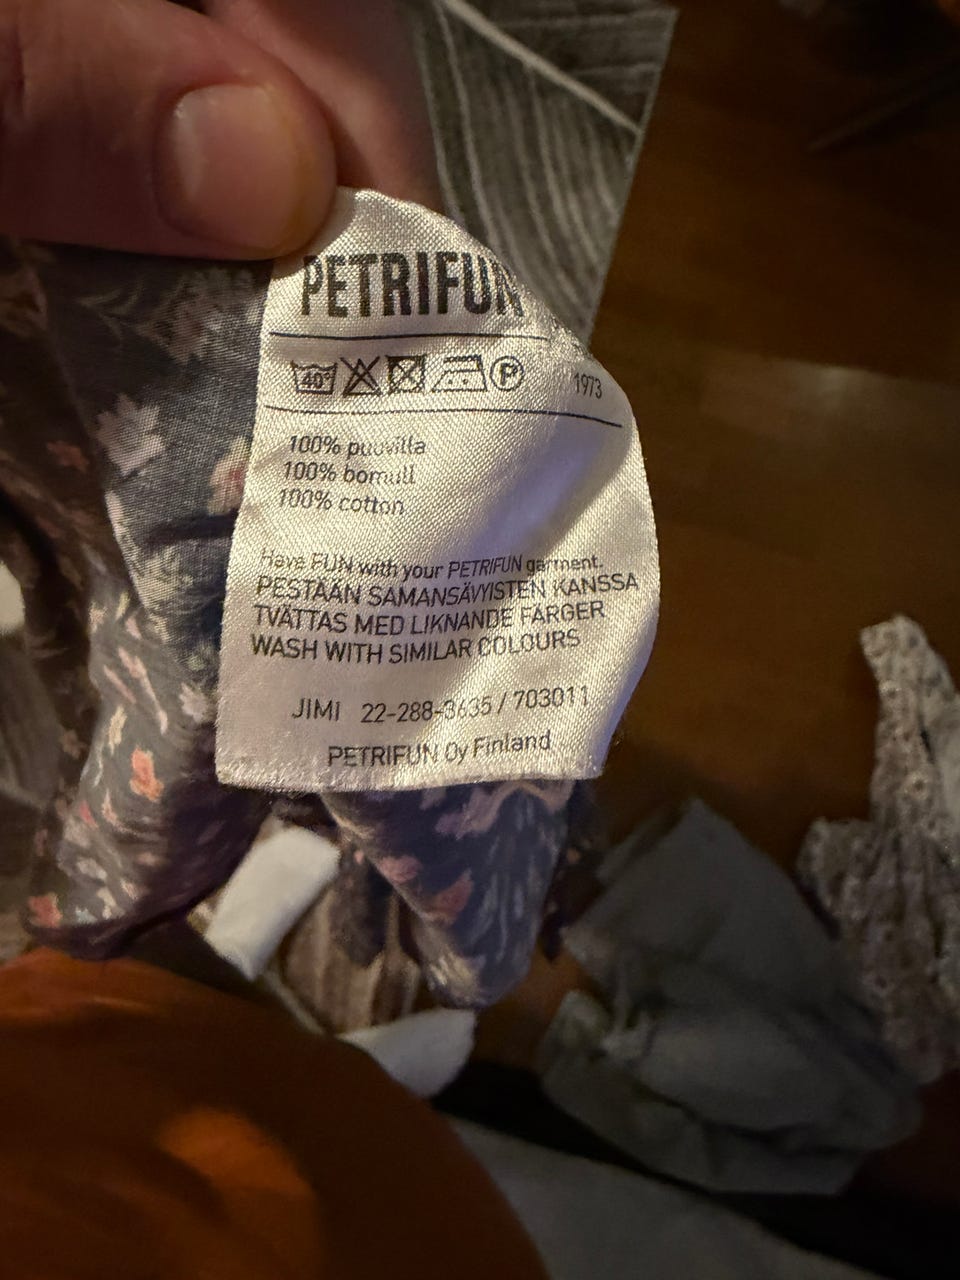 PETRIFUN
40° P 1973
100% puuvilla
100% bomull
100% cotton
Have FUN with your PETRIFUN garment.
PESTÄÄN SAMANSÄVYISTEN KANSSA
TVÄTTAS MED LIKNANDE FÄRGER
WASH WITH SIMILAR COLOURS
JIMI 22-288-3635 / 703011
PETRIFUN Oy Finland